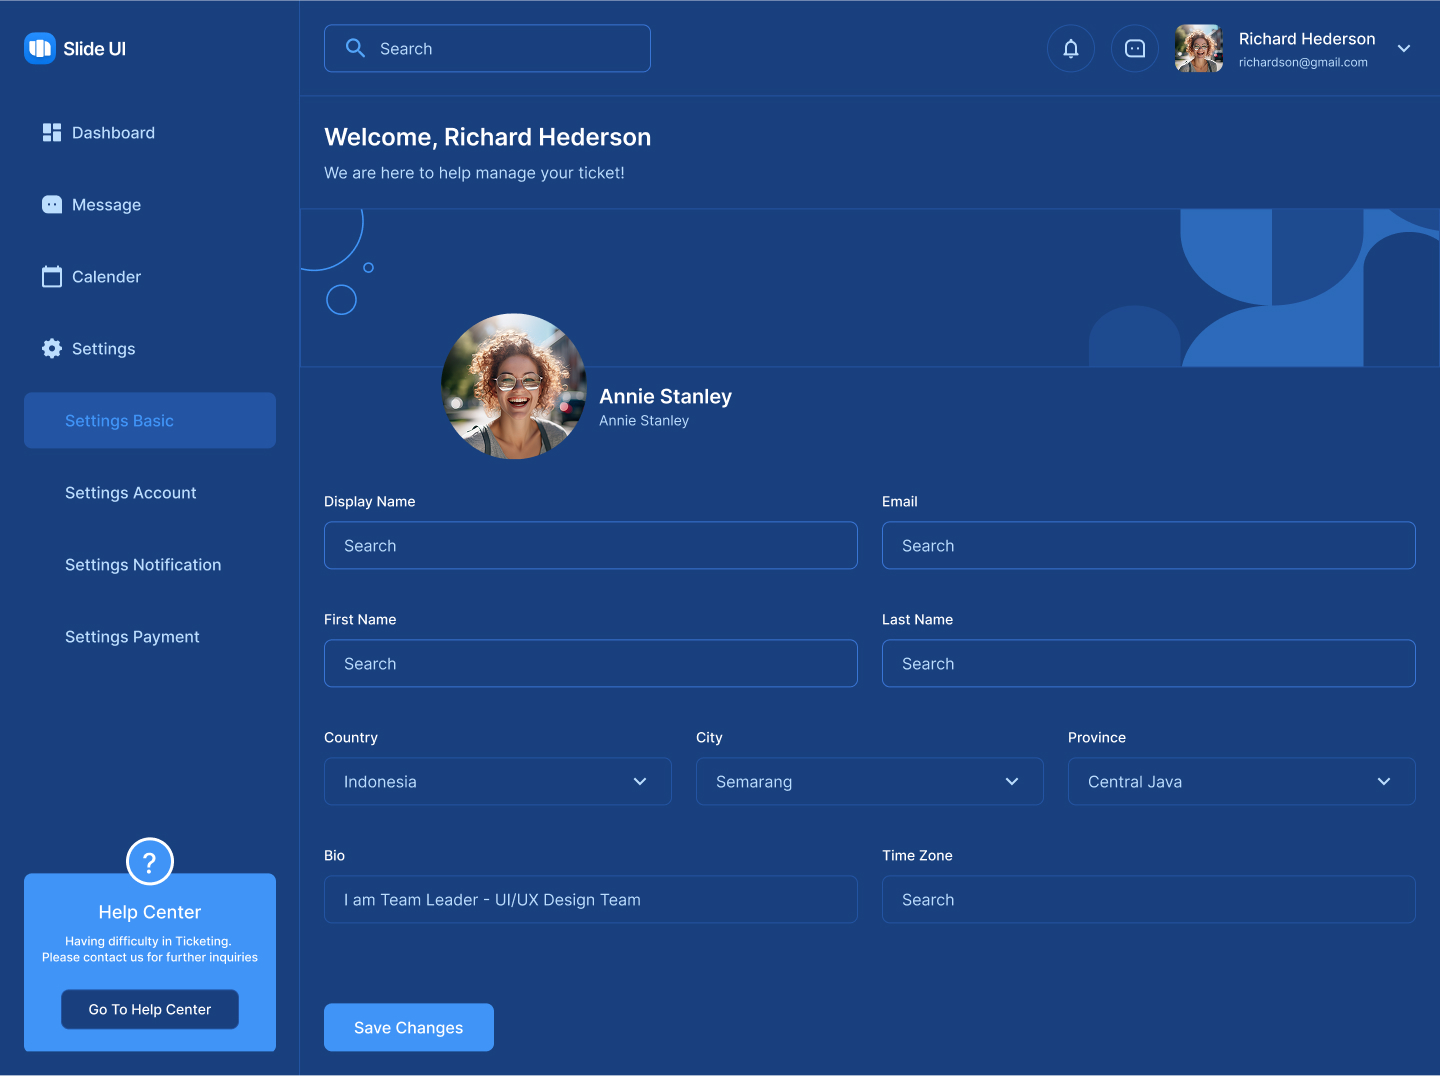 Slide UI
Search
Richard Hederson
richardson@gmail.com
Dashboard
Message
Calender
Settings
Settings Basic
Settings Account
Settings Notification
Settings Payment
?
Help Center
Having difficulty in Ticketing.
Please contact us for further inquiries
Go To Help Center
Welcome, Richard Hederson
We are here to help manage your ticket!
Annie Stanley
Annie Stanley
Display Name
Search
Email
Search
First Name
Search
Last Name
Search
Country
Indonesia
City
Semarang
Province
Central Java
Bio
I am Team Leader - UI/UX Design Team
Time Zone
Search
Save Changes